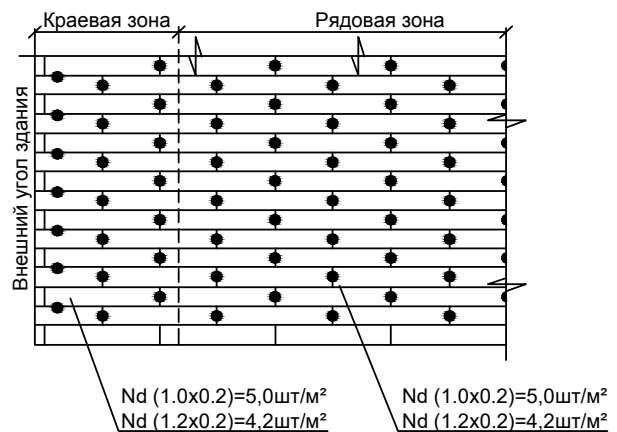 Краевая зона
Рядовая зона
Внешний угол здания
Nd (1.0x0.2)=5,0шт/м²
Nd (1.2x0.2)=4,2шт/м²
Nd (1.0x0.2)=5,0шт/м²
Nd (1.2x0.2)=4,2шт/м²